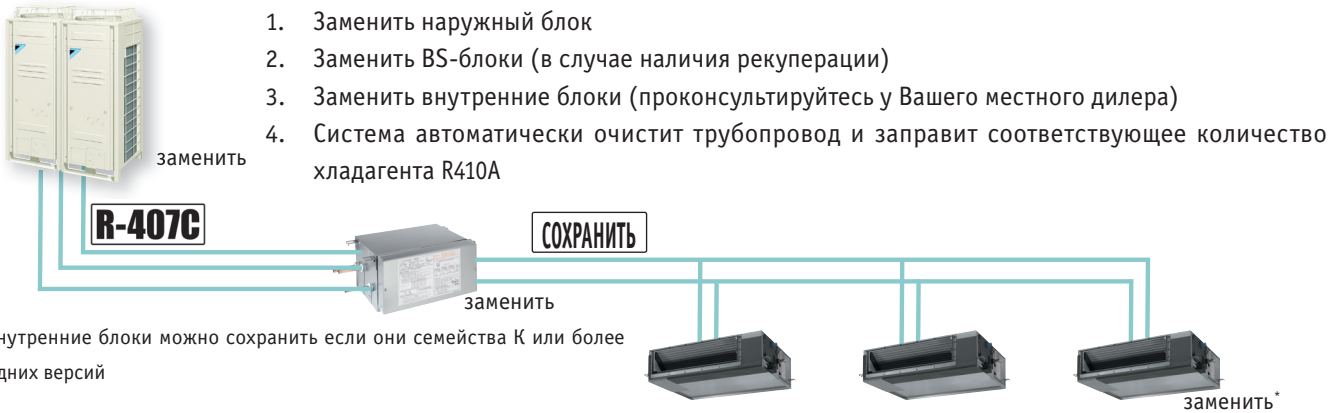 1. Заменить наружный блок
2. Заменить BS-блоки (в случае наличия рекуперации)
3. Заменить внутренние блоки (проконсультируйтесь у Вашего местного дилера)
4. Система автоматически очистит трубопровод и заправит соответствующее количество
хладагента R410A
заменить
R-407C
СОХРАНИТЬ
заменить
нутренние блоки можно сохранить если они семейства К или более
дних версий
заменить*